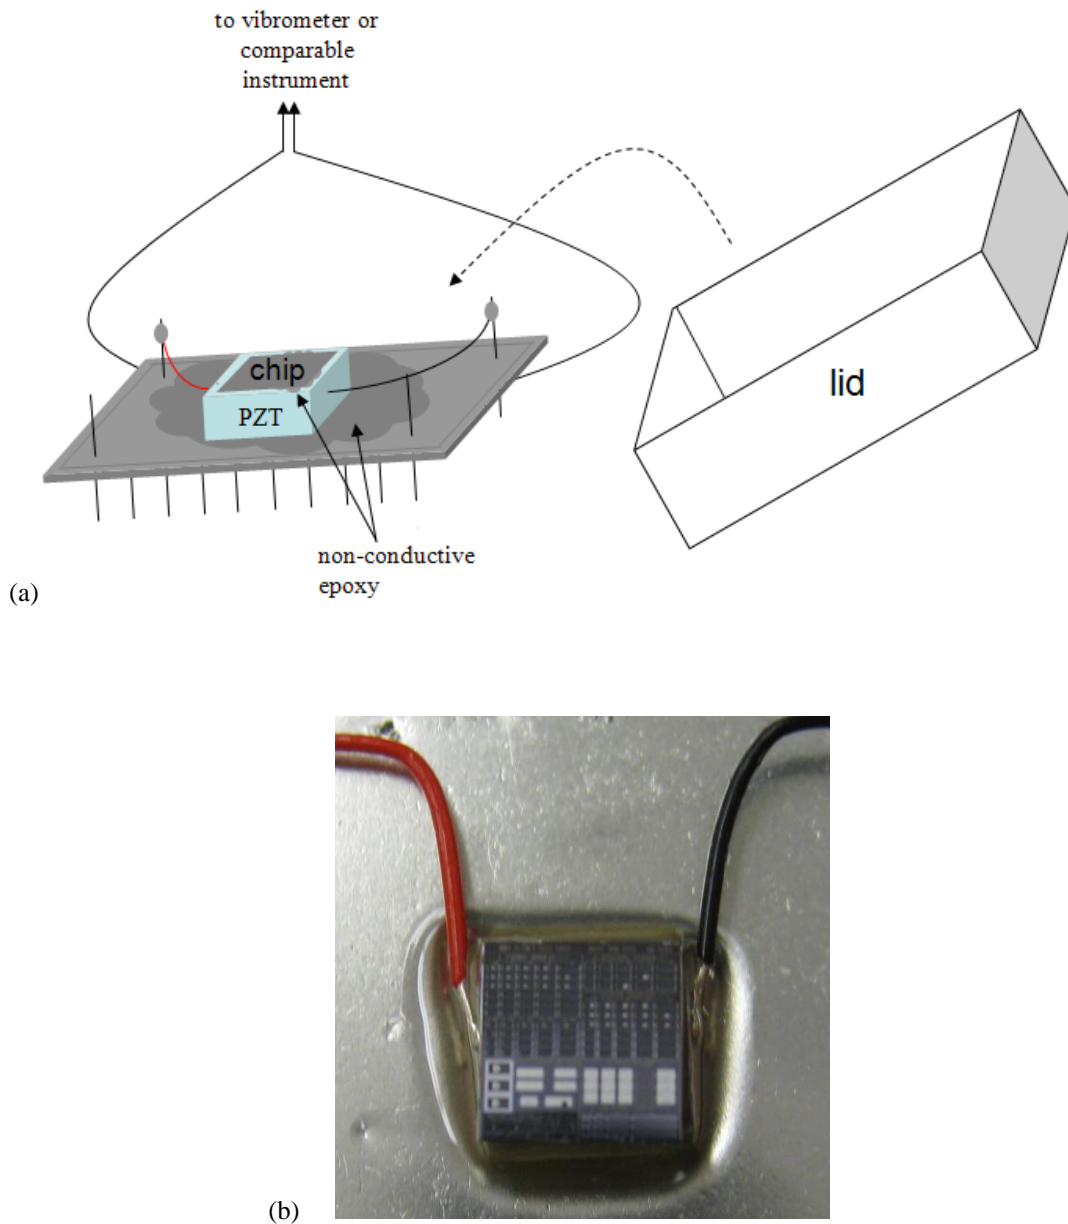 to vibrometer or
comparable
instrument
chip
PZT
lid
non-conductive
epoxy
(a)
(b)